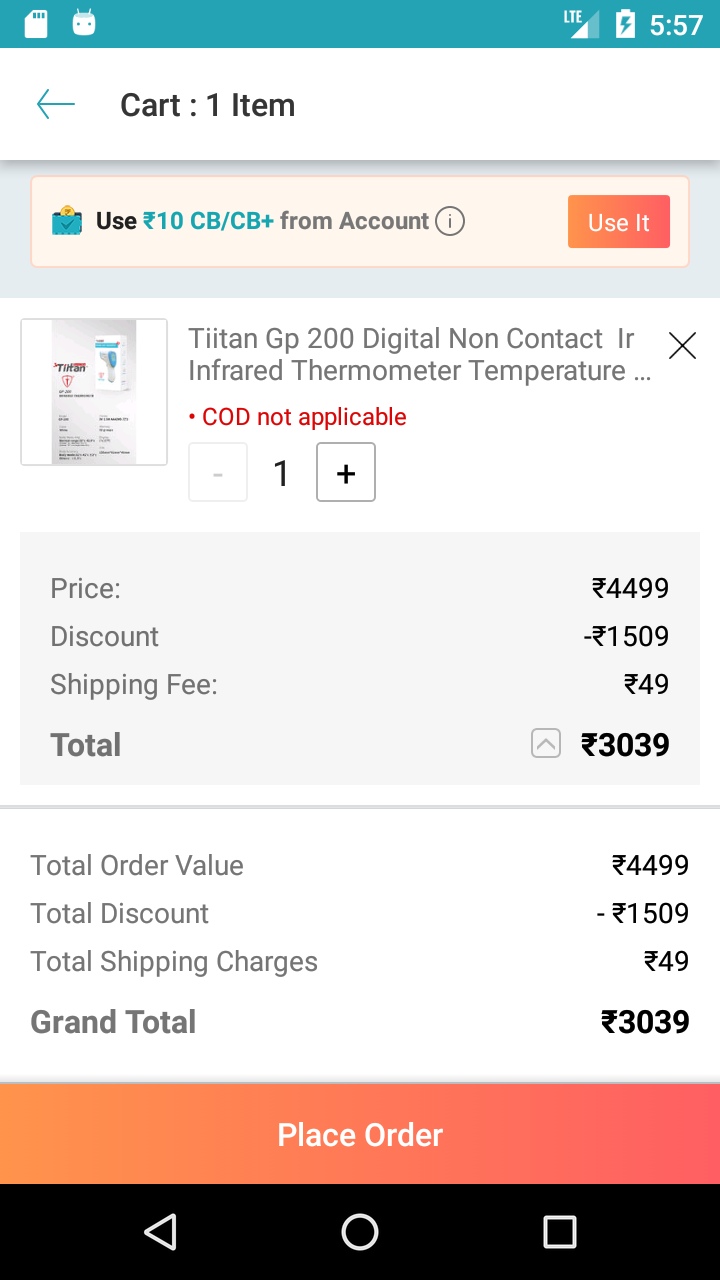 LTE 5:57
Cart : 1 Item
Use ₹10 CB/CB+ from Account i
Use It
Tiitan Gp 200 Digital Non Contact Ir
Infrared Thermometer Temperature ...
Tiitan
• COD not applicable
- 1 +
Price: ₹4499
Discount -₹1509
Shipping Fee: ₹49
Total ₹3039
Total Order Value ₹4499
Total Discount - ₹1509
Total Shipping Charges ₹49
Grand Total ₹3039
Place Order